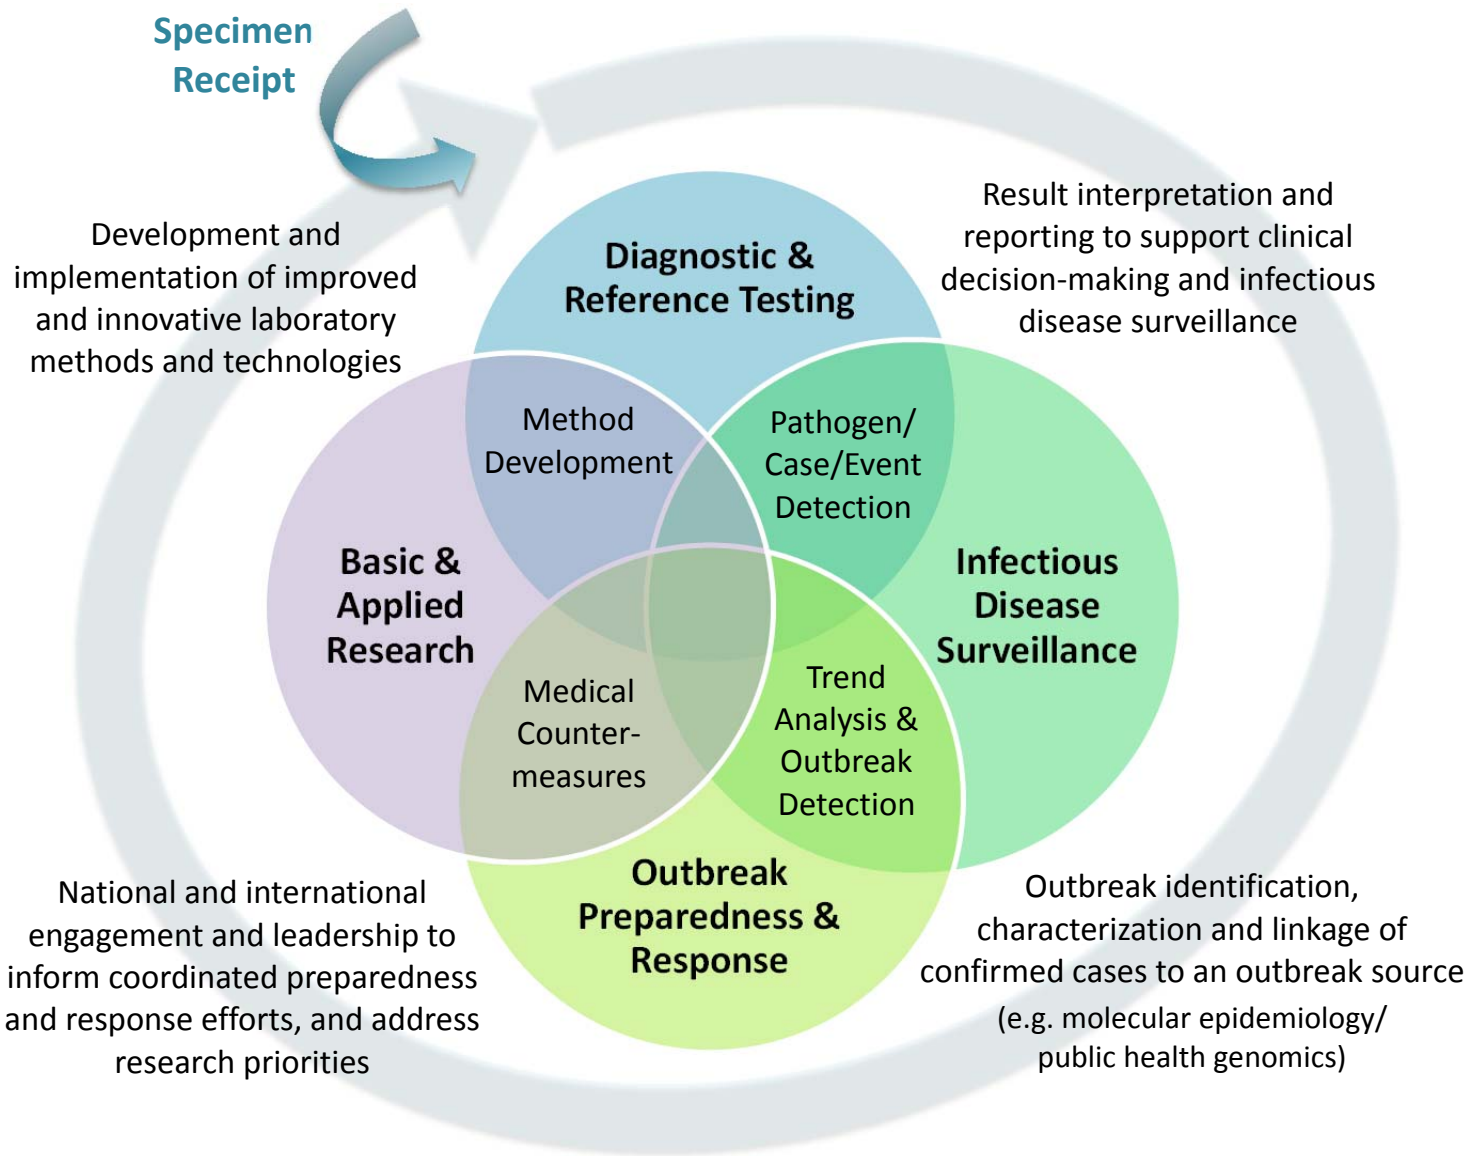 Specimen
Receipt
Development and
implementation of improved
and innovative laboratory
methods and technologies
Result interpretation and
reporting to support clinical
decision-making and infectious
disease surveillance
Diagnostic &
Reference Testing
Method
Development
Pathogen/
Case/Event
Detection
Basic &
Applied
Research
Infectious
Disease
Surveillance
Medical
Counter-
measures
Trend
Analysis &
Outbreak
Detection
Outbreak
Preparedness &
Response
National and international
engagement and leadership to
inform coordinated preparedness
and response efforts, and address
research priorities
Outbreak identification,
characterization and linkage of
confirmed cases to an outbreak source
(e.g. molecular epidemiology/
public health genomics)